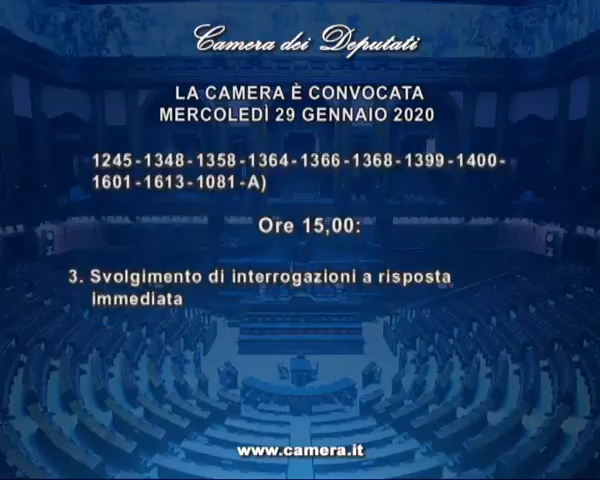 Camera dei Deputati
LA CAMERA È CONVOCATA
MERCOLEDÌ 29 GENNAIO 2020
1245-1348-1358-1364-1366-1368-1399-1400-
1601-1613-1081-A)
Ore 15,00:
3. Svolgimento di interrogazioni a risposta
immediata
www.camera.it